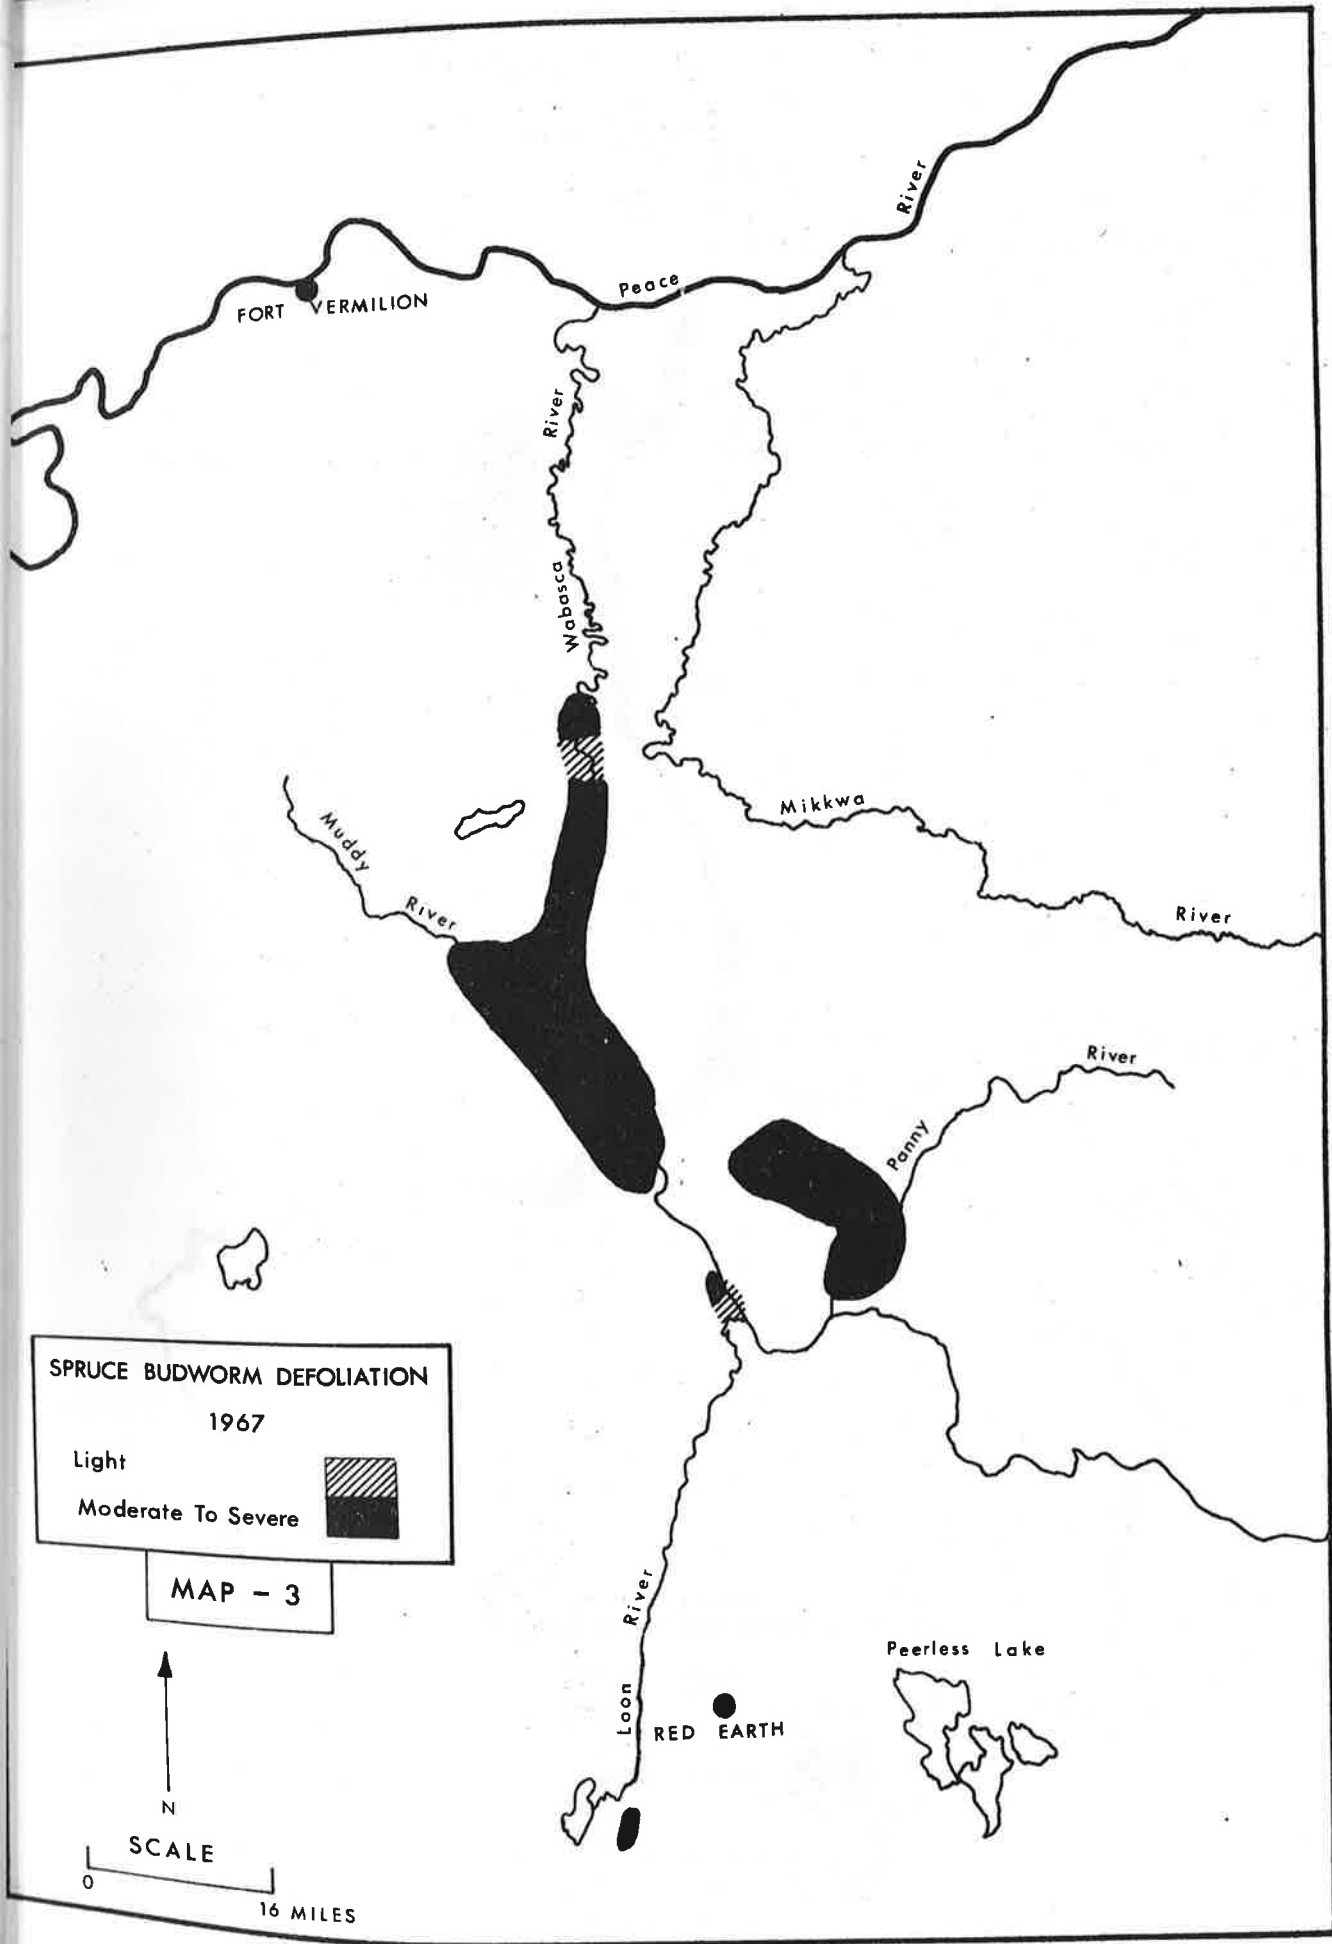 River
Peace
FORT VERMILION
River
Wabasca
Mikkwa
Muddy
River
River
River
Panny
SPRUCE BUDWORM DEFOLIATION
1967
Light
Moderate To Severe
MAP - 3
River
Peerless Lake
Loon
RED EARTH
N
SCALE
0
16 MILES